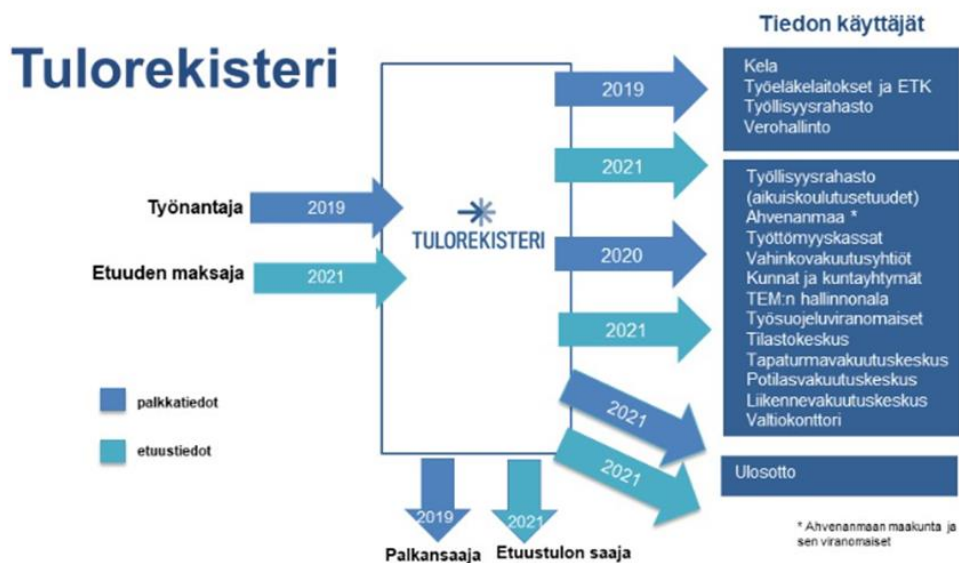 Tulorekisteri
Tiedon käyttäjät
2019
Kela
Työeläkelaitokset ja ETK
Työllisyysrahasto
Verohallinto
2021
Työnantaja
2019
Etuuden maksaja
2021
TULOREKISTERI
2020
2021
Työllisyysrahasto
(aikuiskoulutusetuudet)
Ahvenanmaa *
Työttömyyskassat
Vahinkovakuutusyhtiöt
Kunnat ja kuntayhtymät
TEM:n hallinnonala
Työsuojeluviranomaiset
Tilastokeskus
Tapaturmavakuutuskeskus
Potilasvakuutuskeskus
Liikennevakuutuskeskus
Valtiokonttori
palkkatiedot
etuustiedot
2021
2021
Ulosotto
2019
2021
Palkansaaja
Etuustulon saaja
* Ahvenanmaan maakunta ja
sen viranomaiset